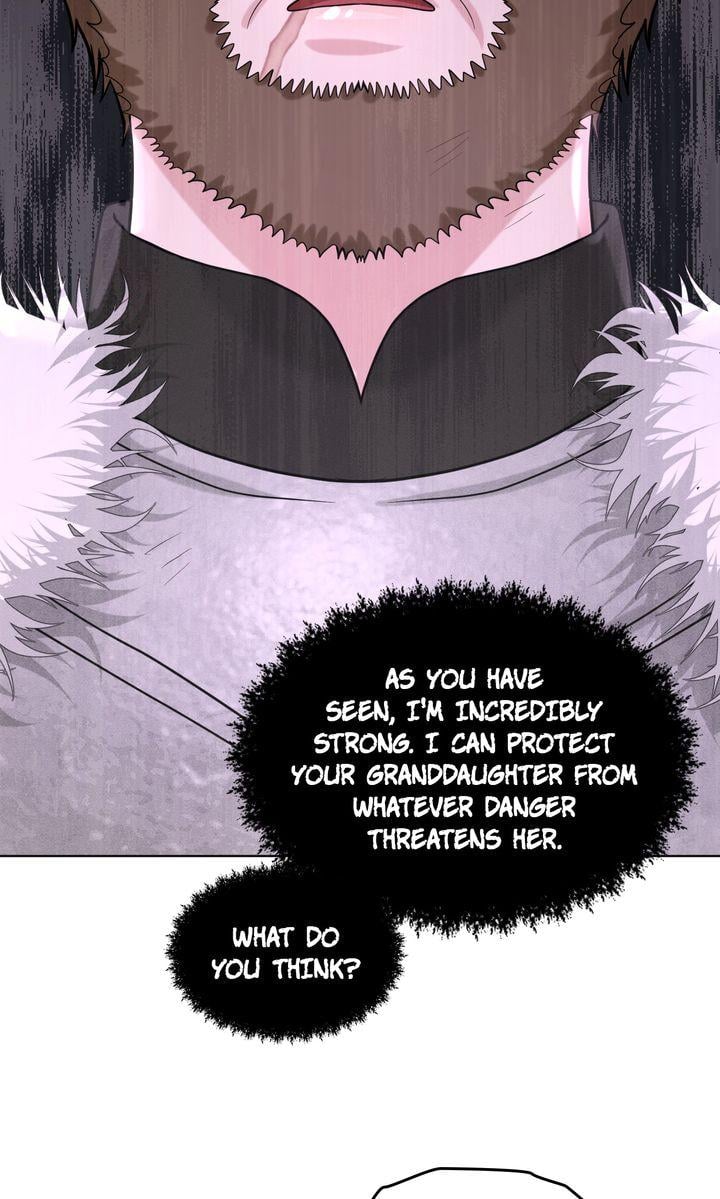 AS YOU HAVE
SEEN, I'M INCREDIBLY
STRONG. I CAN PROTECT
YOUR GRANDDAUGHTER FROM
WHATEVER DANGER
THREATENS HER.
WHAT DO
YOU THINK?